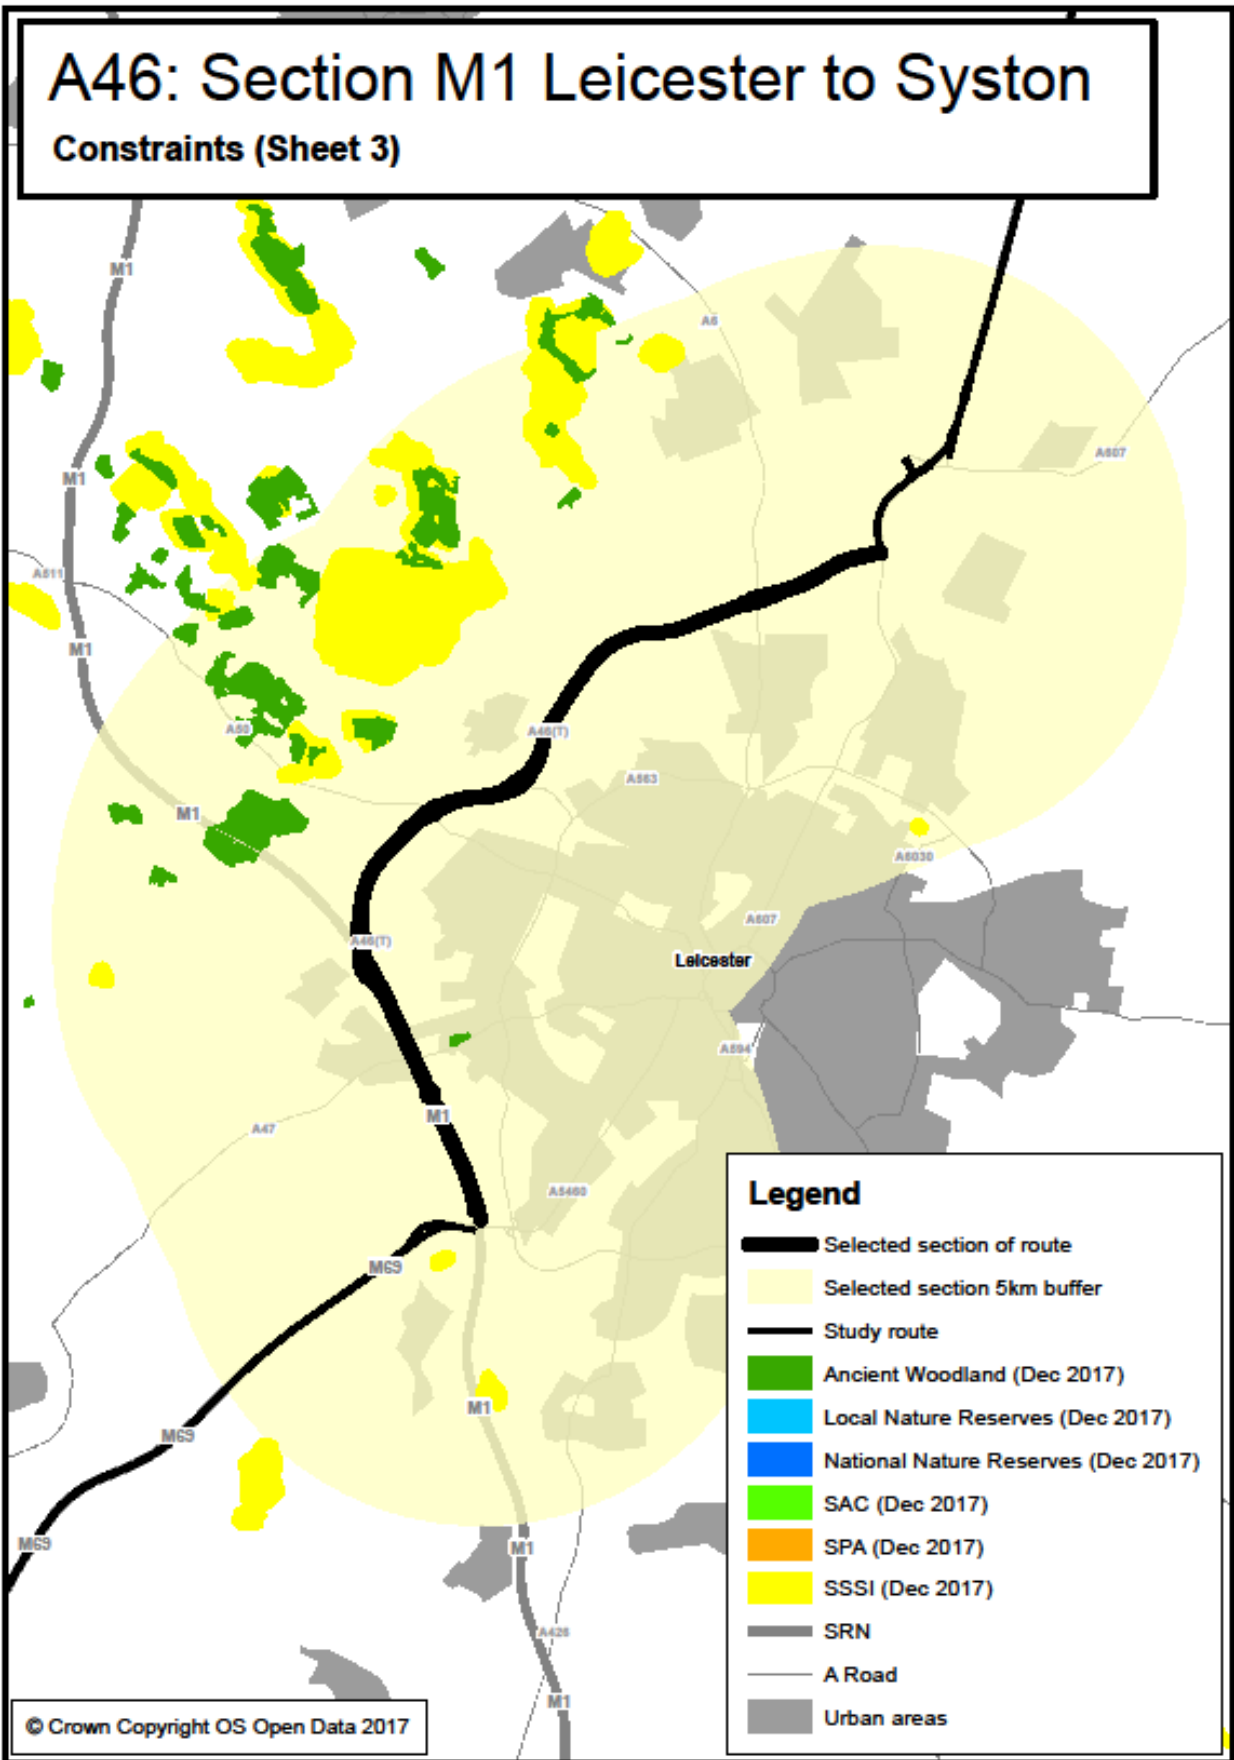 A46: Section M1 Leicester to Syston
Constraints (Sheet 3)
M1
A6
A607
M1
A511
M1
A50
A46(T)
A563
M1
A6030
A607
A46(T)
Leicester
A594
M1
A47
A5460
M69
M1
M69
M69
M1
A426
M1
Legend
Selected section of route
Selected section 5km buffer
Study route
Ancient Woodland (Dec 2017)
Local Nature Reserves (Dec 2017)
National Nature Reserves (Dec 2017)
SAC (Dec 2017)
SPA (Dec 2017)
SSSI (Dec 2017)
SRN
A Road
Urban areas
© Crown Copyright OS Open Data 2017